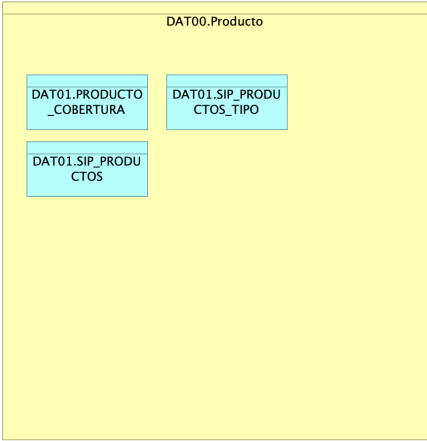 DAT00.Producto
DAT01.PRODUCTO
_COBERTURA
DAT01.SIP_PRODU
CTOS_TIPO
DAT01.SIP_PRODU
CTOS